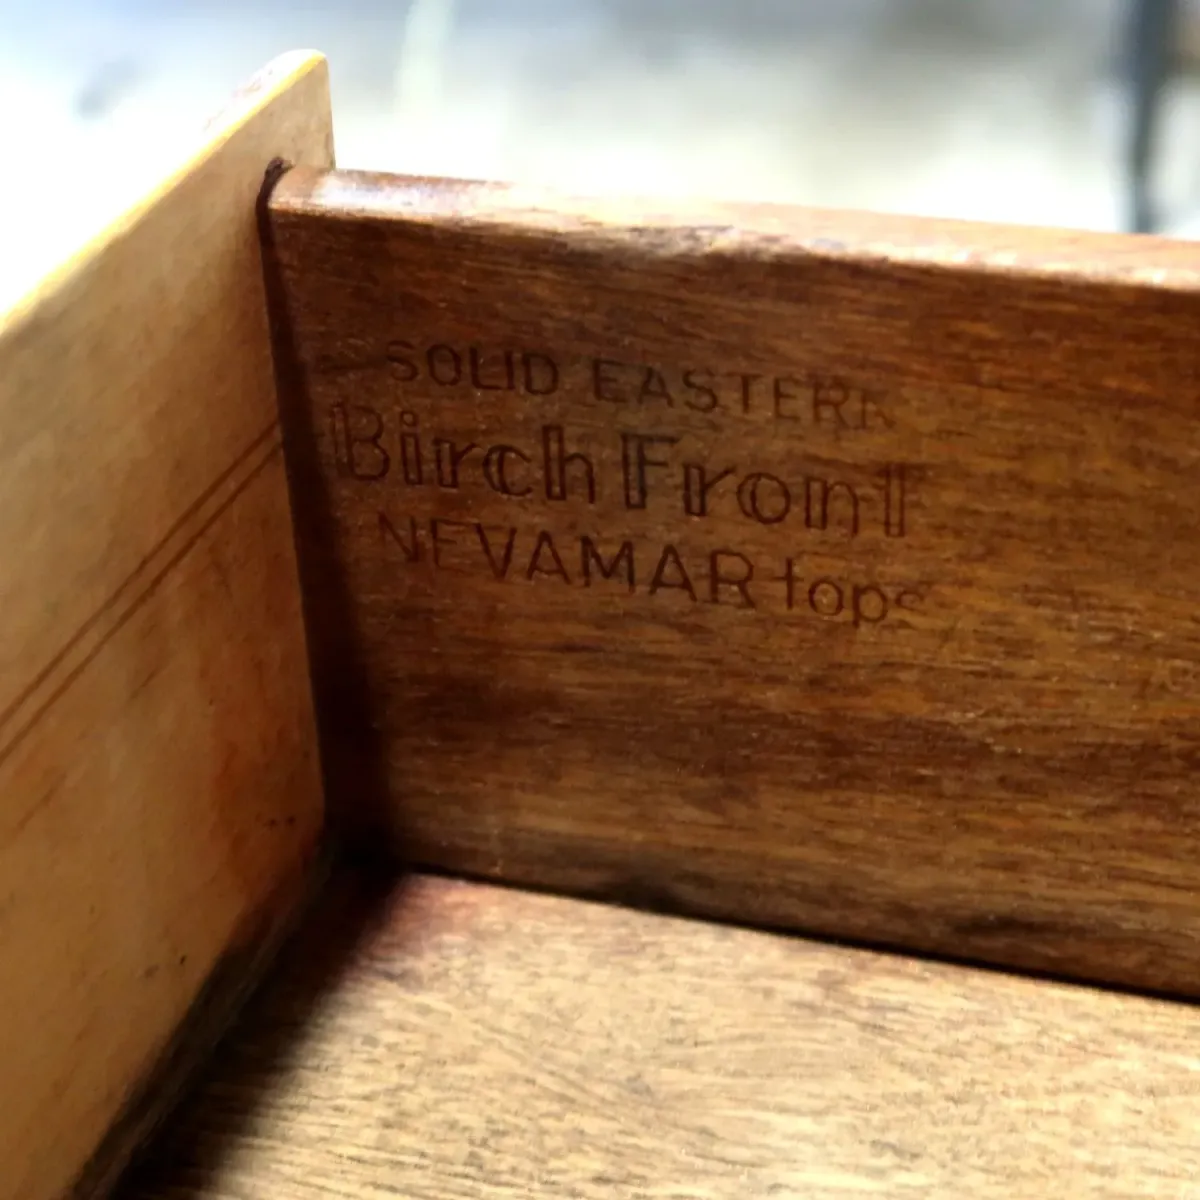 SOLID EASTERN
Birch Front
NEVAMAR tops